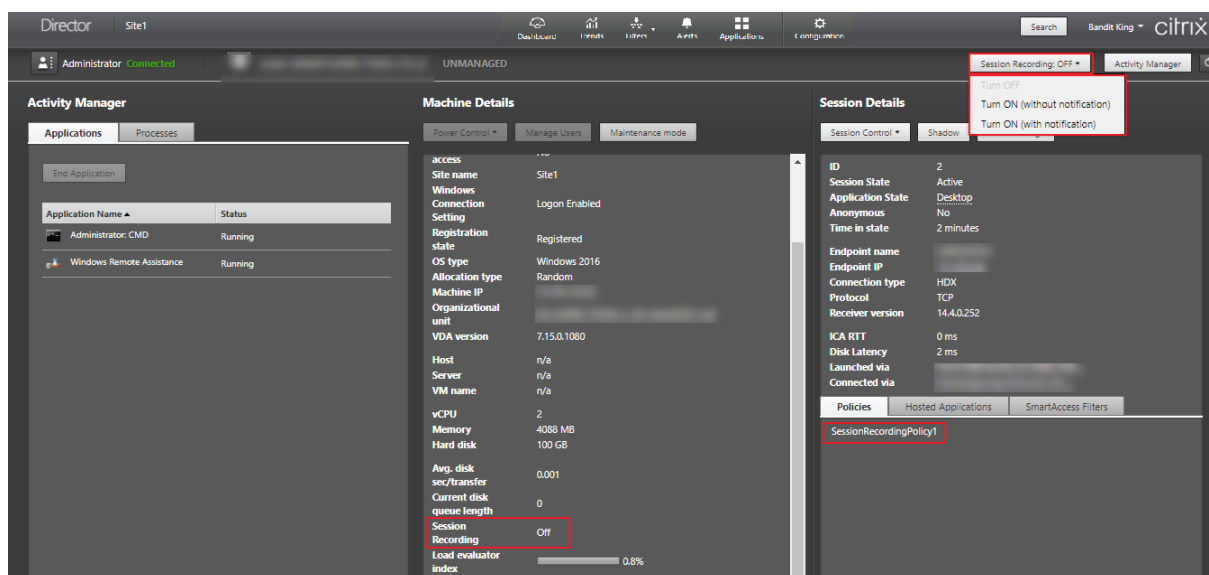 Director Site1
Dashboard Trends Filters Alerts Applications Configuration
Search Bandit King citrix
Administrator Connected UNMANAGED
Session Recording: OFF Activity Manager
Turn OFF
Turn ON (without notification)
Turn ON (with notification)
Activity Manager
Applications Processes
End Application
Application Name Status
Administrator: CMD Running
Windows Remote Assistance Running
Machine Details
Power Control Manage Users Maintenance mode
access No
Site name Site1
Windows
Connection Logon Enabled
Setting
Registration
state Registered
OS type Windows 2016
Allocation type Random
Machine IP
Organizational
unit
VDA version 7.15.0.1080
Host n/a
Server n/a
VM name n/a
vCPU 2
Memory 4088 MB
Hard disk 100 GB
Avg. disk
sec/transfer 0.001
Current disk
queue length 0
Session
Recording Off
Load evaluator
index 0.8%
Session Details
Session Control Shadow
ID 2
Session State Active
Application State Desktop
Anonymous No
Time in state 2 minutes
Endpoint name
Endpoint IP
Connection type HDX
Protocol TCP
Receiver version 14.4.0.252
ICA RTT 0 ms
Disk Latency 2 ms
Launched via
Connected via
Policies Hosted Applications SmartAccess Filters
SessionRecordingPolicy1